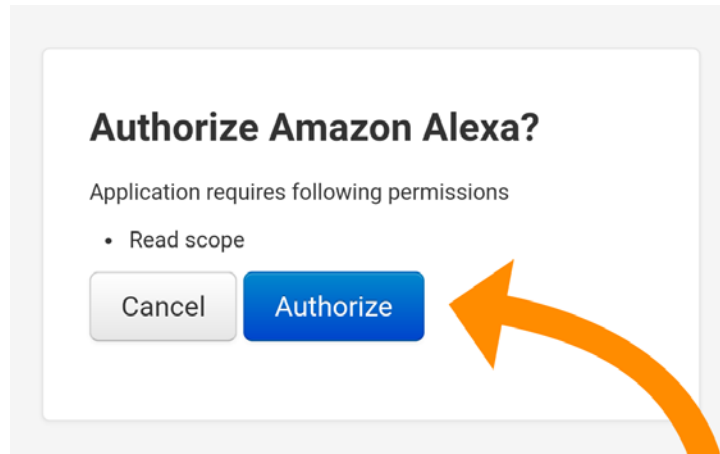 Authorize Amazon Alexa?
Application requires following permissions
• Read scope
Cancel Authorize